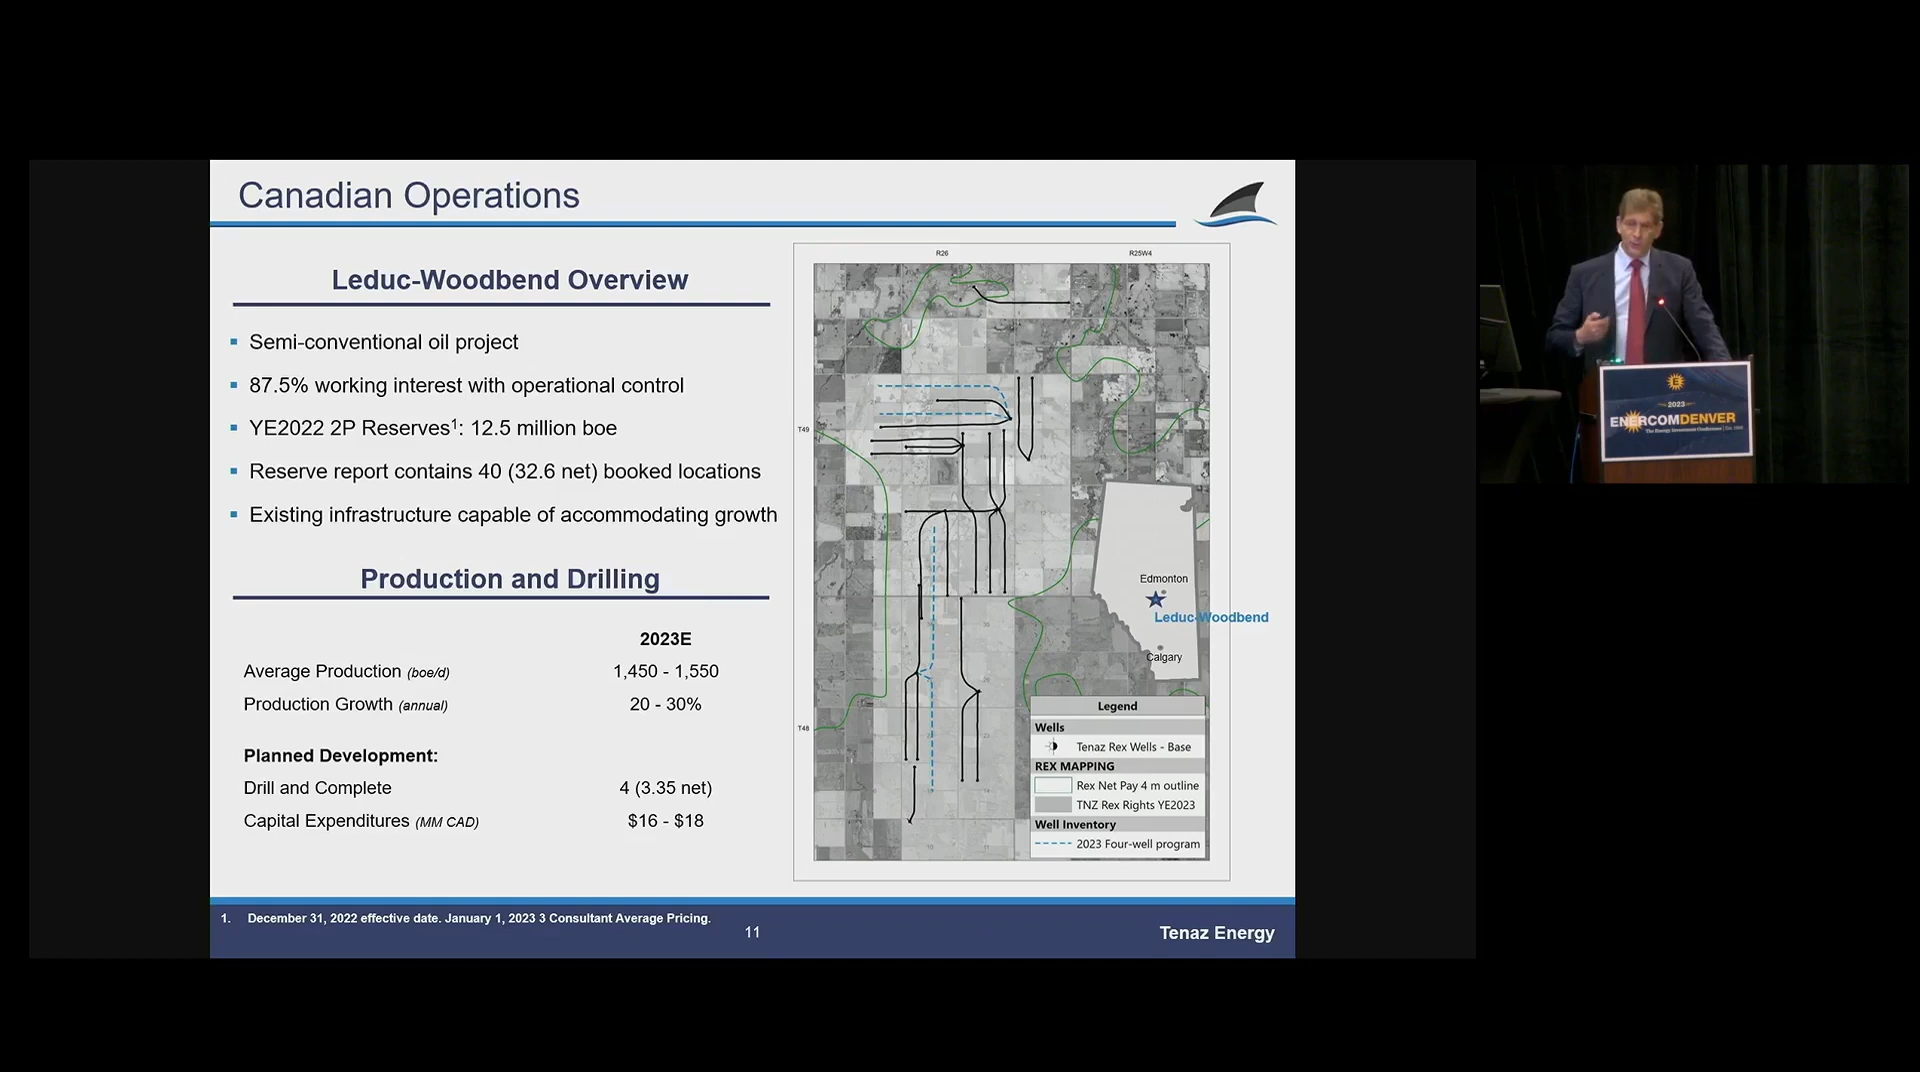 Canadian Operations
Leduc-Woodbend Overview
▪ Semi-conventional oil project
▪ 87.5% working interest with operational control
▪ YE2022 2P Reserves¹: 12.5 million boe
▪ Reserve report contains 40 (32.6 net) booked locations
▪ Existing infrastructure capable of accommodating growth
Production and Drilling
2023E
Average Production (boe/d) 1,450 - 1,550
Production Growth (annual) 20 - 30%
Planned Development:
Drill and Complete 4 (3.35 net)
Capital Expenditures (MM CAD) $16 - $18
R26 R25W4
T49
T48
Edmonton
Leduc-Woodbend
Calgary
Legend
Wells
Tenaz Rex Wells - Base
REX MAPPING
Rex Net Pay 4 m outline
TNZ Rex Rights YE2023
Well Inventory
2023 Four-well program
1. December 31, 2022 effective date. January 1, 2023 3 Consultant Average Pricing.
11
Tenaz Energy
E
2023
ENERCOMDENVER
The Energy Investment Conference